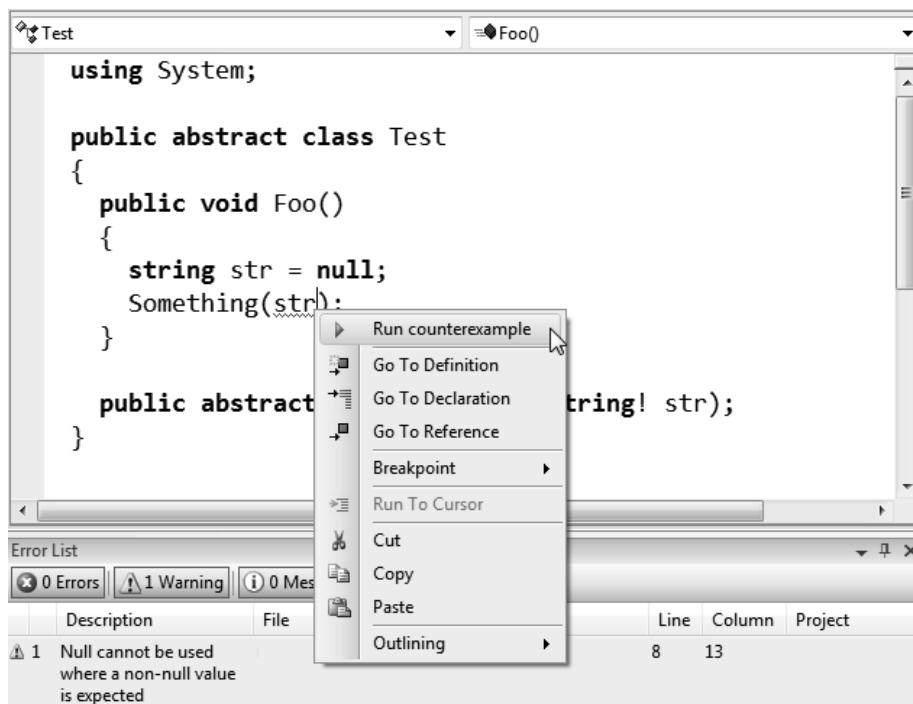 Test
Foo()
using System;
public abstract class Test
{
public void Foo()
{
string str = null;
Something(str);
}
public abstract tring! str);
}
Run counterexample
Go To Definition
Go To Declaration
Go To Reference
Breakpoint
Run To Cursor
Cut
Copy
Paste
Outlining
Error List
0 Errors
1 Warning
0 Mes
Description File Line Column Project
1 Null cannot be used 8 13
where a non-null value
is expected